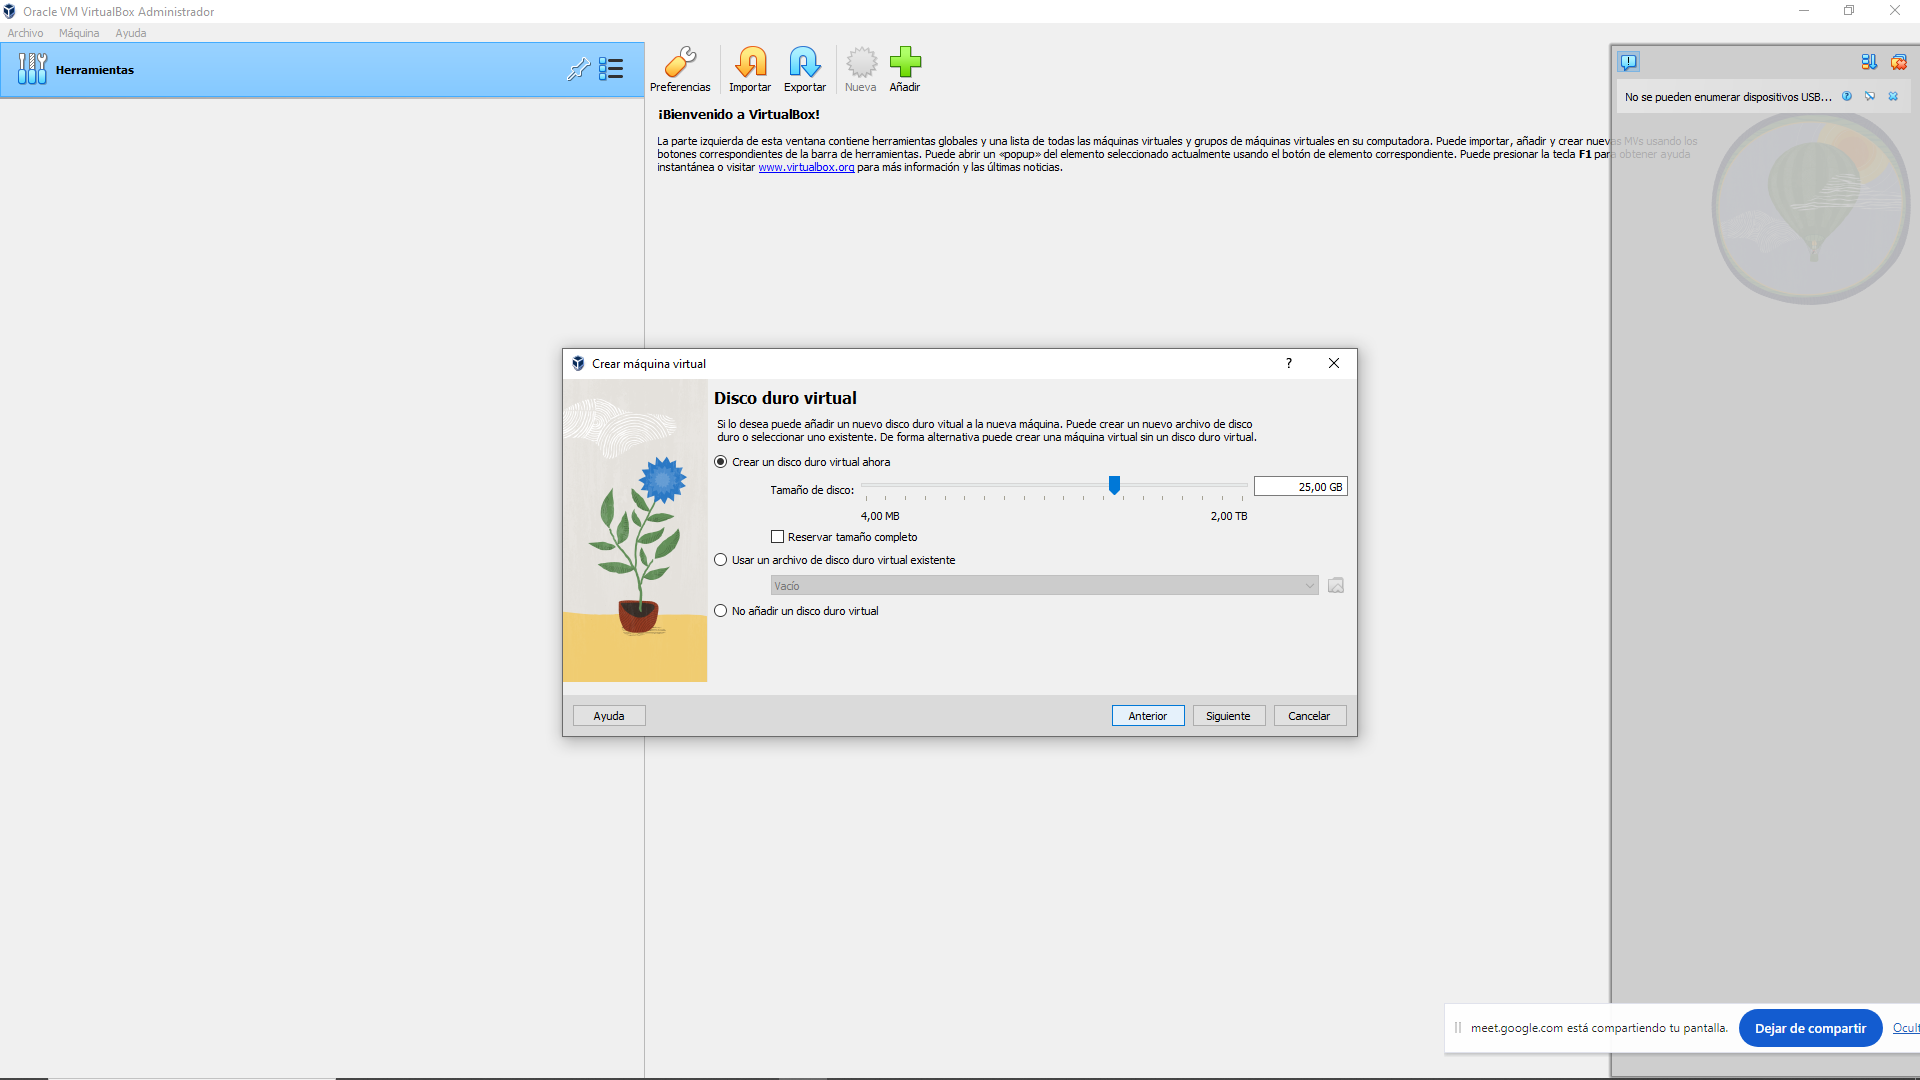 Oracle VM VirtualBox Administrador
Archivo Máquina Ayuda
Herramientas
Preferencias Importar Exportar Nueva Añadir
¡Bienvenido a VirtualBox!
La parte izquierda de esta ventana contiene herramientas globales y una lista de todas las máquinas virtuales y grupos de máquinas virtuales en su computadora. Puede importar, añadir y crear nuevas MVs usando los
botones correspondientes de la barra de herramientas. Puede abrir un «popup» del elemento seleccionado actualmente usando el botón de elemento correspondiente. Puede presionar la tecla F1 para obtener ayuda
instantánea o visitar www.virtualbox.org para más información y las últimas noticias.
No se pueden enumerar dispositivos USB...
Crear máquina virtual
?
Disco duro virtual
Si lo desea puede añadir un nuevo disco duro vitual a la nueva máquina. Puede crear un nuevo archivo de disco
duro o seleccionar uno existente. De forma alternativa puede crear una máquina virtual sin un disco duro virtual.
Crear un disco duro virtual ahora
Tamaño de disco: 25,00 GB
4,00 MB 2,00 TB
Reservar tamaño completo
Usar un archivo de disco duro virtual existente
Vacío
No añadir un disco duro virtual
Ayuda Anterior Siguiente Cancelar
meet.google.com está compartiendo tu pantalla. Dejar de compartir Ocult